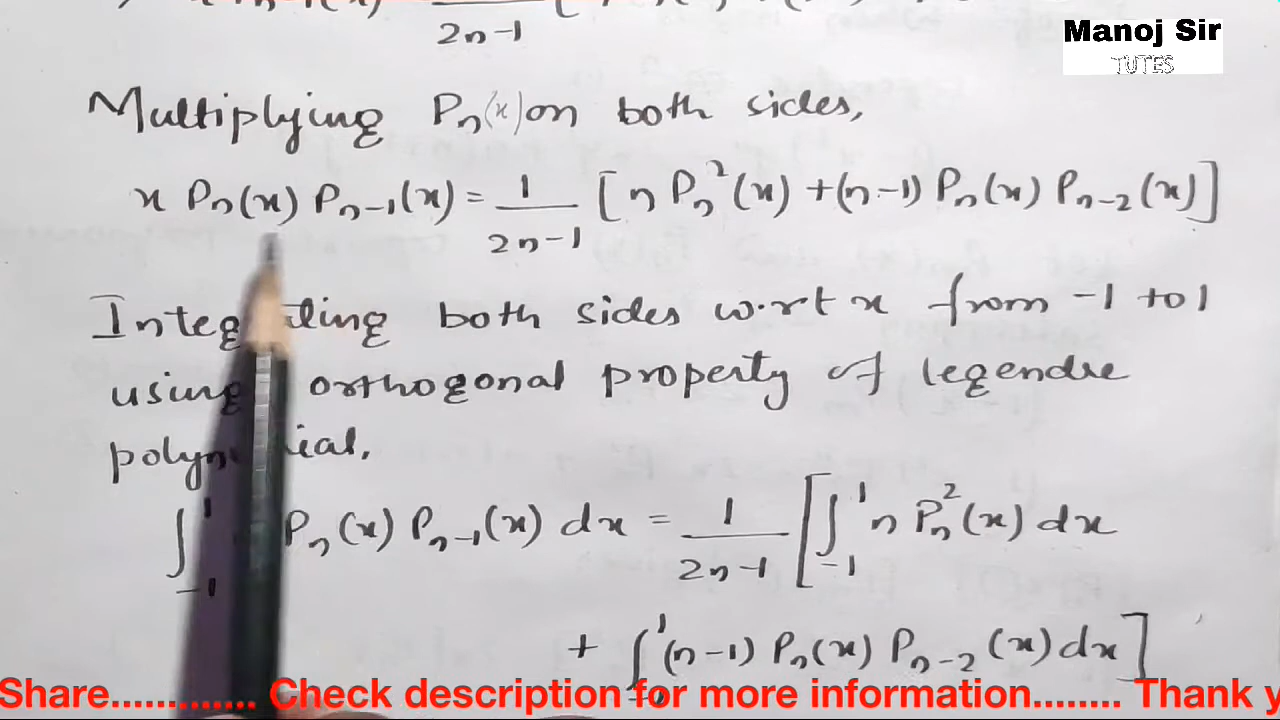 2n-1
Manoj Sir
TUTES
Multiplying Pn(x) on both sides,
x Pn(x) Pn-1(x) = 1/2n-1 [n Pn²(x) + (n-1) Pn(x) Pn-2(x)]
Integ ting both sides w.r.t x from -1 to 1
using orthogonal property of legendre
polyn ial,
∫₋₁¹ Pn(x) Pn-1(x) dx = 1/2n-1 [∫₋₁¹ n Pn²(x) dx
+ ∫¹ (n-1) Pn(x) Pn-2(x) dx]
Share............. Check description for more information........ Thank y